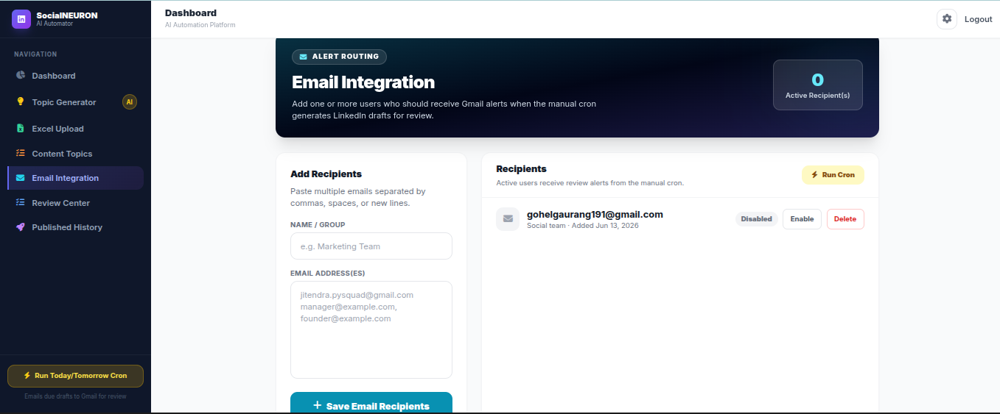 SocialNEURON
AI Automator
NAVIGATION
Dashboard
Topic Generator AI
Excel Upload
Content Topics
Email Integration
Review Center
Published History
Run Today/Tomorrow Cron
Emails due drafts to Gmail for review
Dashboard
AI Automation Platform
Logout
ALERT ROUTING
Email Integration
Add one or more users who should receive Gmail alerts when the manual cron
generates LinkedIn drafts for review.
0
Active Recipient(s)
Add Recipients
Paste multiple emails separated by
commas, spaces, or new lines.
NAME / GROUP
e.g. Marketing Team
EMAIL ADDRESS(ES)
jitendra.pysquad@gmail.com
manager@example.com,
founder@example.com
Save Email Recipients
Recipients
Active users receive review alerts from the manual cron.
Run Cron
gohelgaurang191@gmail.com
Social team · Added Jun 13, 2026
Disabled
Enable
Delete